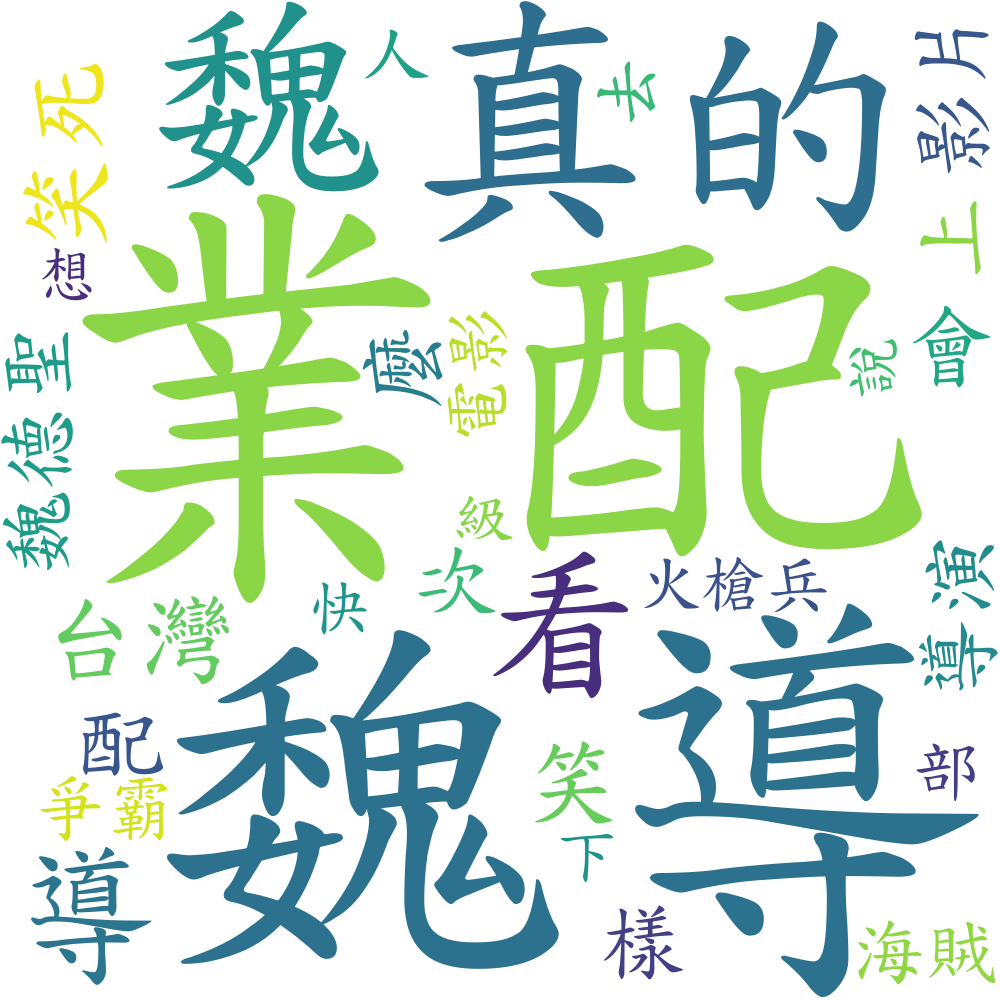 魏
人
真的
去
影片
笑死
業配
上
想
魏德聖
麼
電影
說
會
級
台灣
快
次
看
火槍兵
導演
魏導
配
笑
部
爭霸
下
導
樣
海賊